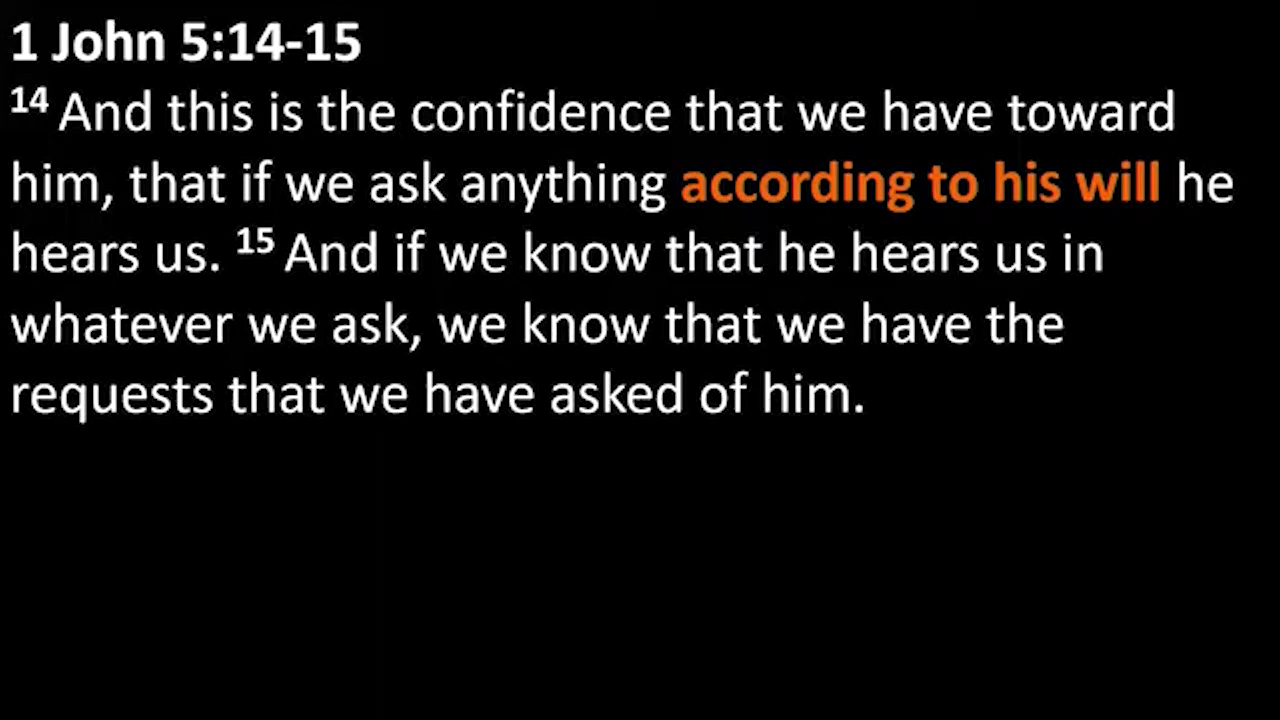 1 John 5:14-15
14 And this is the confidence that we have toward
him, that if we ask anything according to his will he
hears us. 15 And if we know that he hears us in
whatever we ask, we know that we have the
requests that we have asked of him.